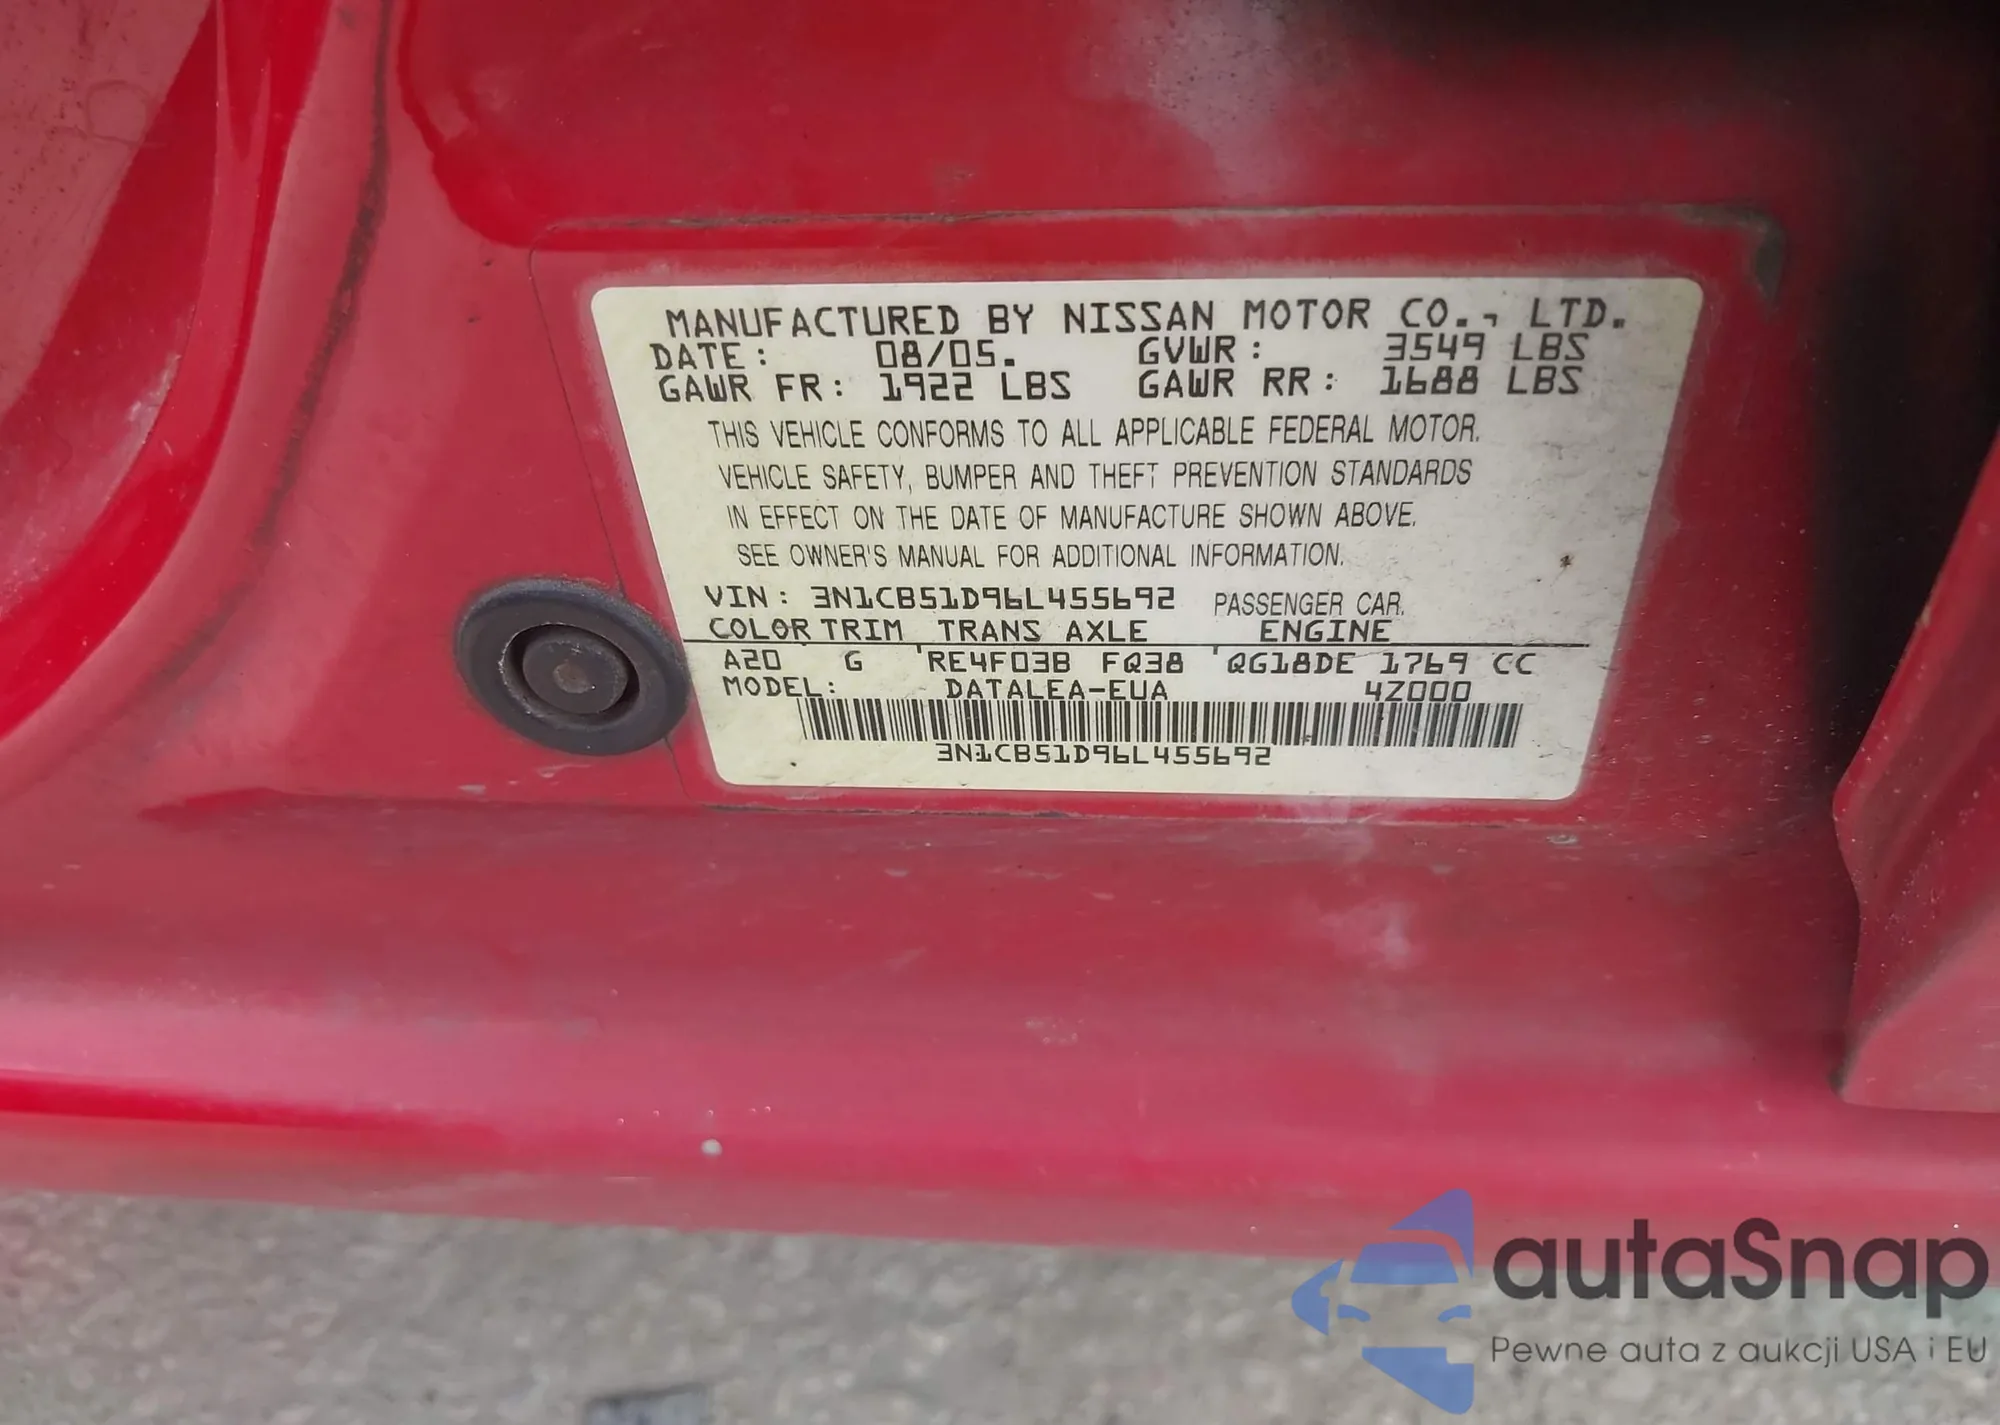 MANUFACTURED BY NISSAN MOTOR CO., LTD.
DATE: 08/05. GVWR: 3549 LBS
GAWR FR: 1922 LBS GAWR RR: 1688 LBS
THIS VEHICLE CONFORMS TO ALL APPLICABLE FEDERAL MOTOR.
VEHICLE SAFETY, BUMPER AND THEFT PREVENTION STANDARDS
IN EFFECT ON THE DATE OF MANUFACTURE SHOWN ABOVE.
SEE OWNER'S MANUAL FOR ADDITIONAL INFORMATION.
VIN: 3N1CB51D96L455692 PASSENGER CAR.
COLOR TRIM TRANS AXLE ENGINE
A20 G RE4F03B FQ38 QG18DE 1769 CC
MODEL: DATALEA-EUA 4Z000
3N1CB51D96L455692
autaSnap
Pewne auta z aukcji USA i EU